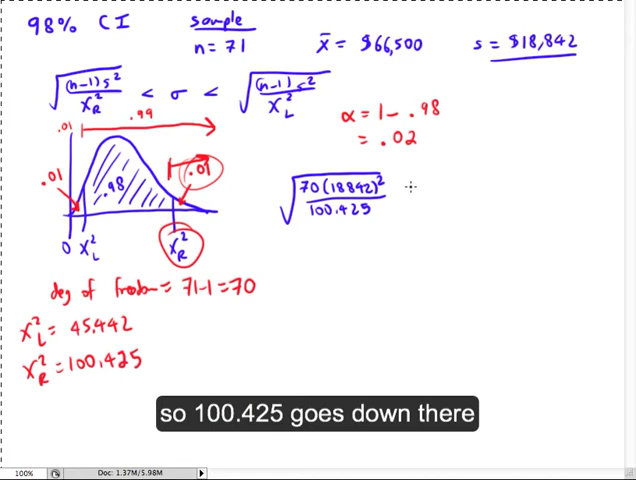 98% CI
sample
n = 71
x̄ = $66,500
s = $18,842
√((n-1)s²/X²R) < σ < √((n-1)s²/X²L)
α = 1 - .98
= .02
.01
.99
.01
.98
.01
0 X²L X²R
√(70(18842)²/100.425)
deg of freedom = 71-1 = 70
X²L = 45.442
X²R = 100.425
so 100.425 goes down there
100% Doc: 1.37M/5.98M